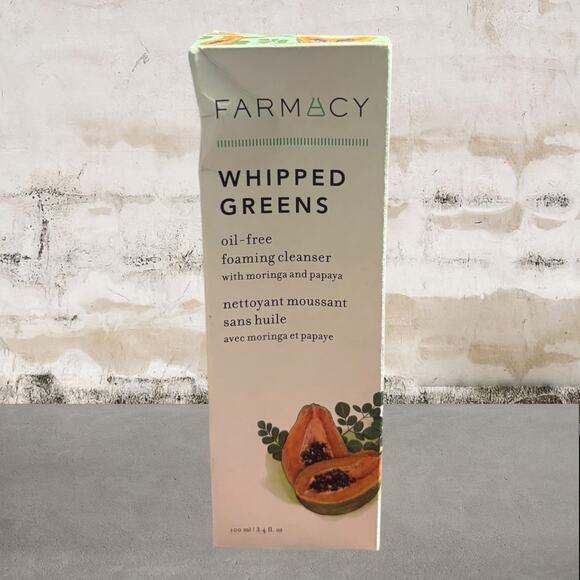 FARMACY
WHIPPED
GREENS
oil-free
foaming cleanser
with moringa and papaya
nettoyant moussant
sans huile
avec moringa et papaye
100 ml / 3.4 fl. oz